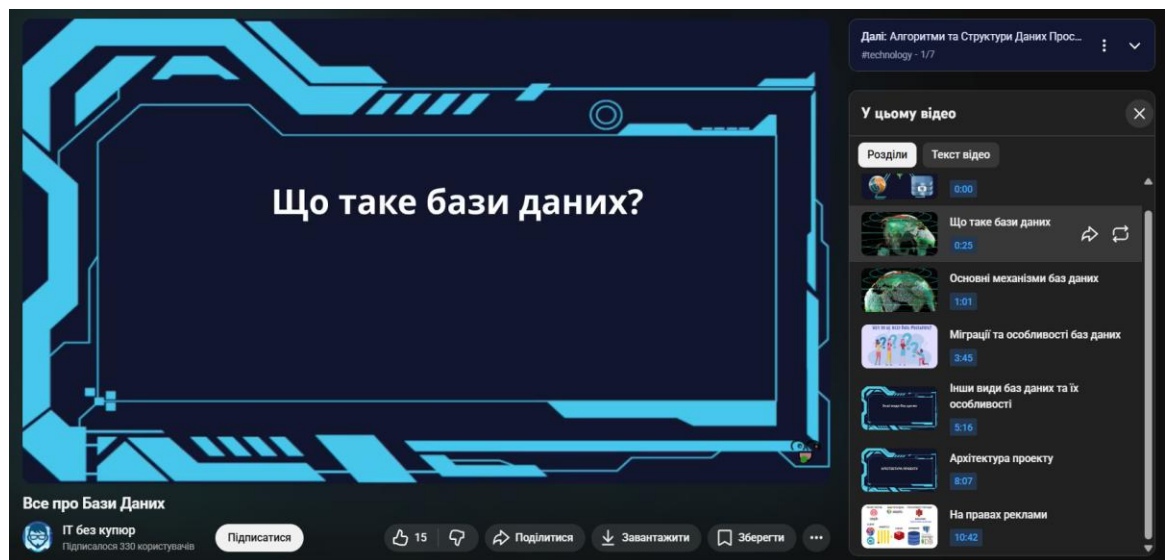 Що таке бази даних?
Все про Бази Даних
ІТ без купюр
Підписалося 330 користувачів
Підписатися
15
Поділитися
Завантажити
Зберегти
Далі: Алгоритми та Структури Даних Прос...
#technology - 1/7
У цьому відео
Розділи
Текст відео
0:00
Що таке бази даних
0:25
Основні механізми баз даних
1:01
Міграції та особливості баз даних
3:45
Інши види баз даних та їх
особливості
5:16
Архітектура проекту
8:07
На правах реклами
10:42